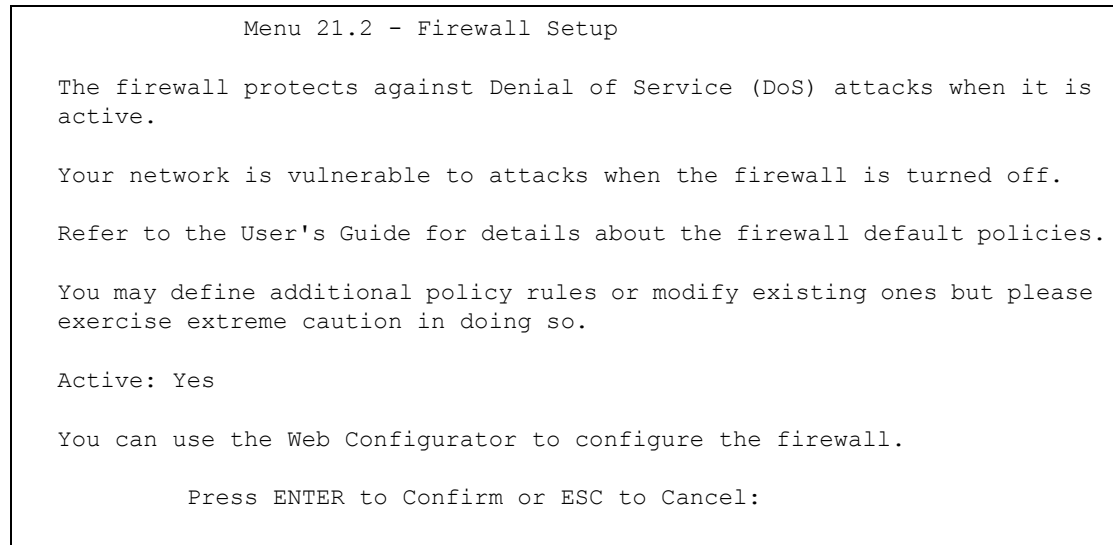 Menu 21.2 - Firewall Setup
The firewall protects against Denial of Service (DoS) attacks when it is
active.
Your network is vulnerable to attacks when the firewall is turned off.
Refer to the User's Guide for details about the firewall default policies.
You may define additional policy rules or modify existing ones but please
exercise extreme caution in doing so.
Active: Yes
You can use the Web Configurator to configure the firewall.
Press ENTER to Confirm or ESC to Cancel: